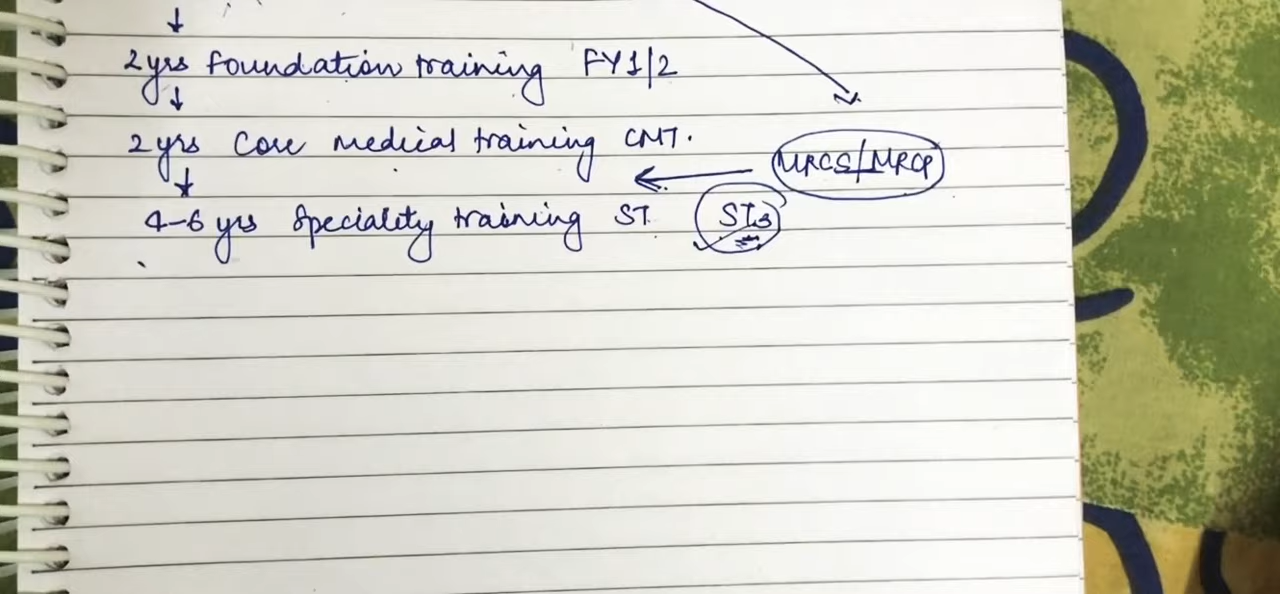 2yrs foundation training FY1/2
2yrs Core medical training CMT.
MRCS/MRCP
4-6 yrs Speciality training ST. ST3